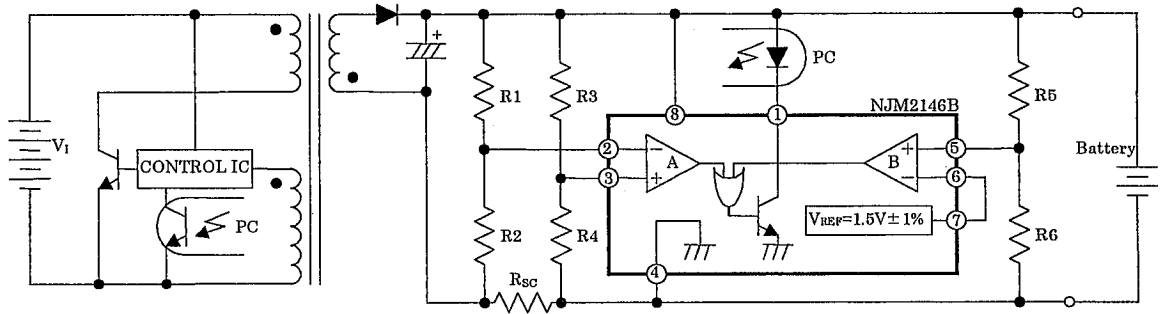 +
PC
R1
R3
NJM2146B
R5
8
1
VI
CONTROL IC
2
−
A
3
+
+
B
−
5
6
7
Battery
PC
R2
R4
VREF=1.5V± 1%
R6
4
RSC